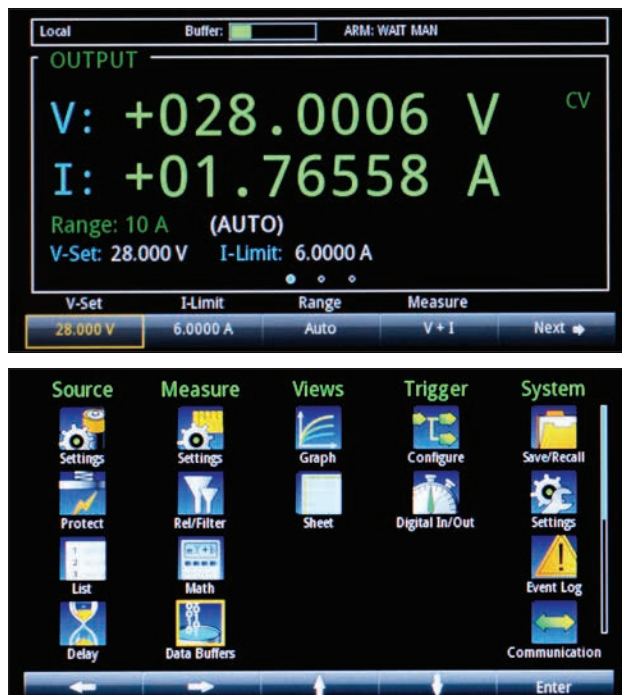 Local Buffer: ARM: WAIT MAN
OUTPUT
V: +028.0006 V CV
I: +01.76558 A
Range: 10 A (AUTO)
V-Set: 28.000 V I-Limit: 6.0000 A
V-Set I-Limit Range Measure
28.000 V 6.0000 A Auto V + I Next
Source Measure Views Trigger System
Settings Settings Graph Configure Save/Recall
Protect Rel/Filter Sheet Digital In/Out Settings
1
2
3
List Math Event Log
Delay Data Buffers Communication
Enter